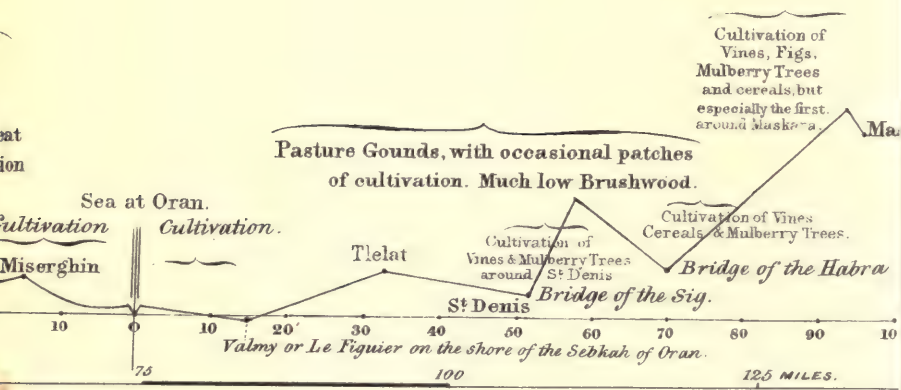 Cultivation of
Vines, Figs,
Mulberry Trees
and cereals, but
especially the first
around Maskara.
Pasture Gounds, with occasional patches
of cultivation. Much low Brushwood.
Sea at Oran.
Cultivation.
Miserghin
Tlelat
Cultivation of
Vines & Mulberry Trees
around St. Denis
Cultivation of Vines
Cereals & Mulberry Trees.
Bridge of the Habra
St. Denis
Bridge of the Sig.
10 0 10 20 30 40 50 60 70 80 90 10
Valmy or Le Figuier on the shore of the Sebkah of Oran.
75 100 125 MILES.